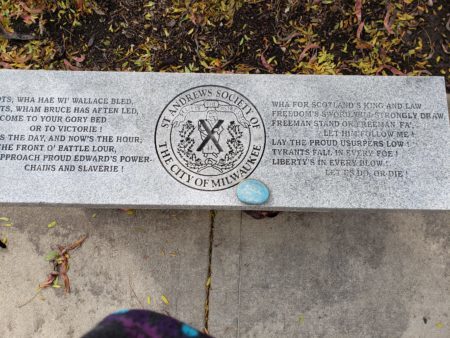 OTS, WHA HAE WI' WALLACE BLED,
TS, WHAM BRUCE HAS AFTEN LED,
COME TO YOUR GORY BED
OR TO VICTORIE !
S THE DAY, AND NOW'S THE HOUR,
THE FRONT O' BATTLE LOUR,
APPROACH PROUD EDWARD'S POWER-
CHAINS AND SLAVERIE !
ST. ANDREWS SOCIETY OF
THE CITY OF MILWAUKEE
WHA FOR SCOTLAND'S KING AND LAW
FREEDOM'S SWORD WILL STRONGLY DRAW,
FREEMAN STAND OR FREEMAN FA',
LET HIM FOLLOW ME !
LAY THE PROUD USURPERS LOW !
TYRANTS FALL IN EVERY FOE !
LIBERTY'S IN EVERY BLOW !
LET US DO, OR DIE !